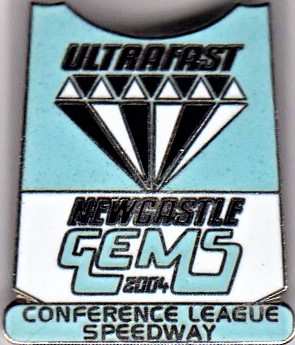 ULTRAFAST
NEWCASTLE
GEMS
2004
CONFERENCE LEAGUE
SPEEDWAY